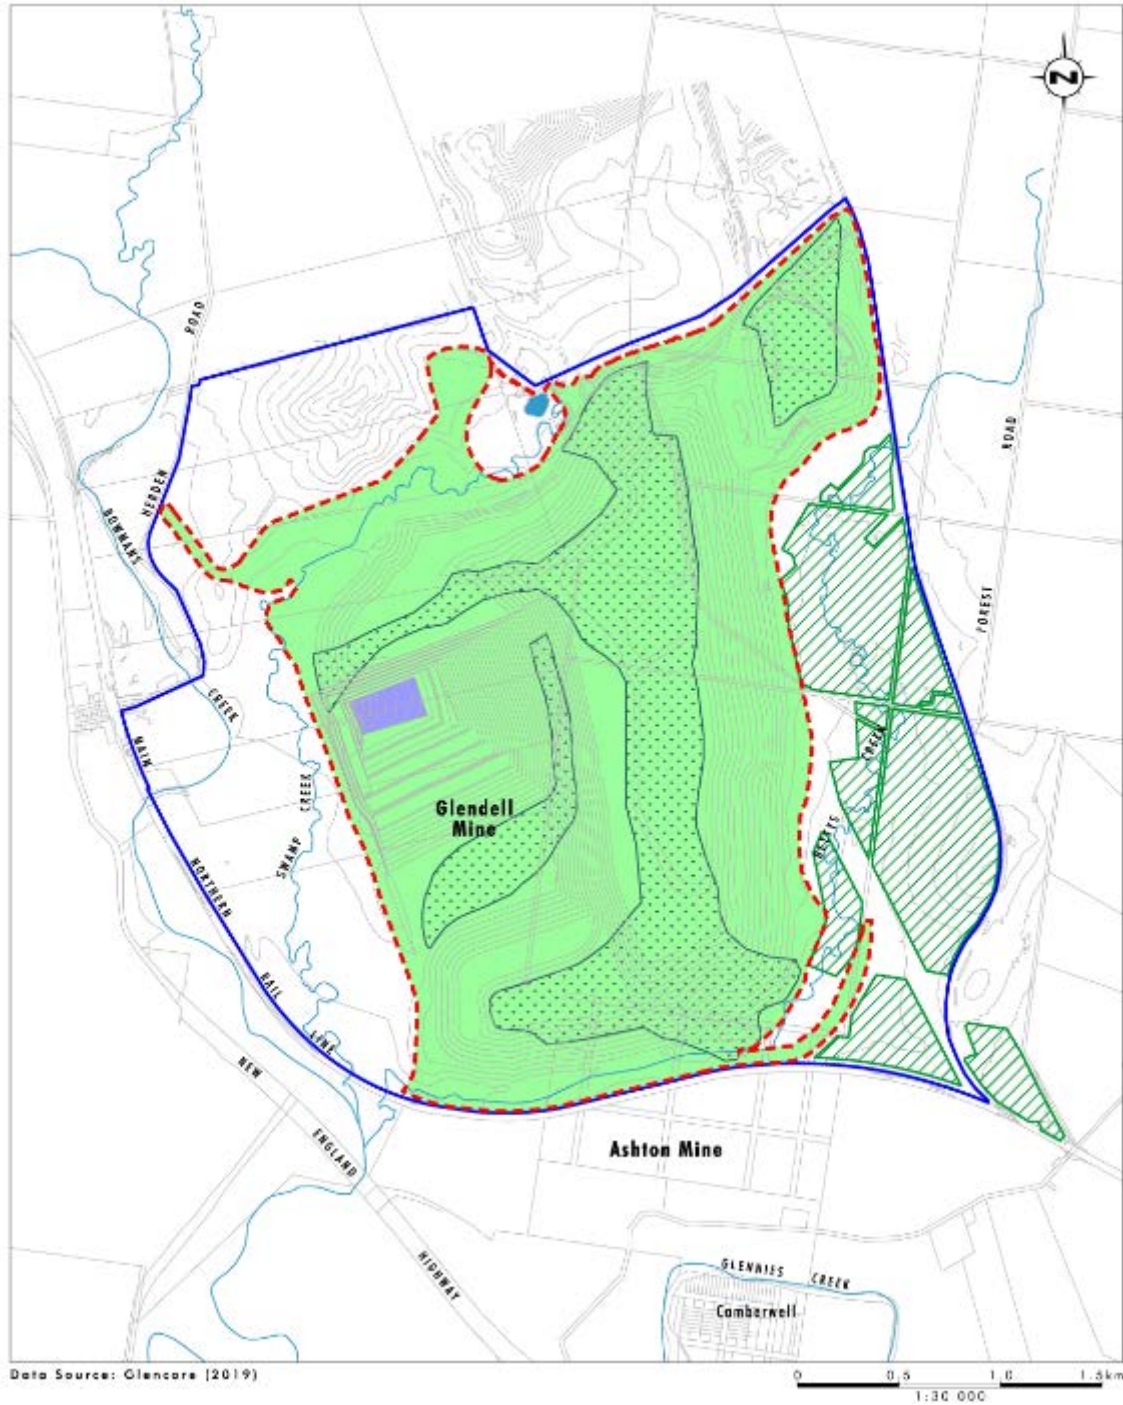 N
ROAD
HEBDEN
BOWMANS
ROAD
FOREST
CREEK
MAIN
CREEK
SWAMP
CREEK
BETTYS
Glendell
Mine
NORTHERN
RAIL
LINE
NEW
ENGLAND
HIGHWAY
Ashton Mine
GLENNIES CREEK
Camberwell
Data Source: Glencore (2019)
0 0.5 1.0 1.5km
1:30 000